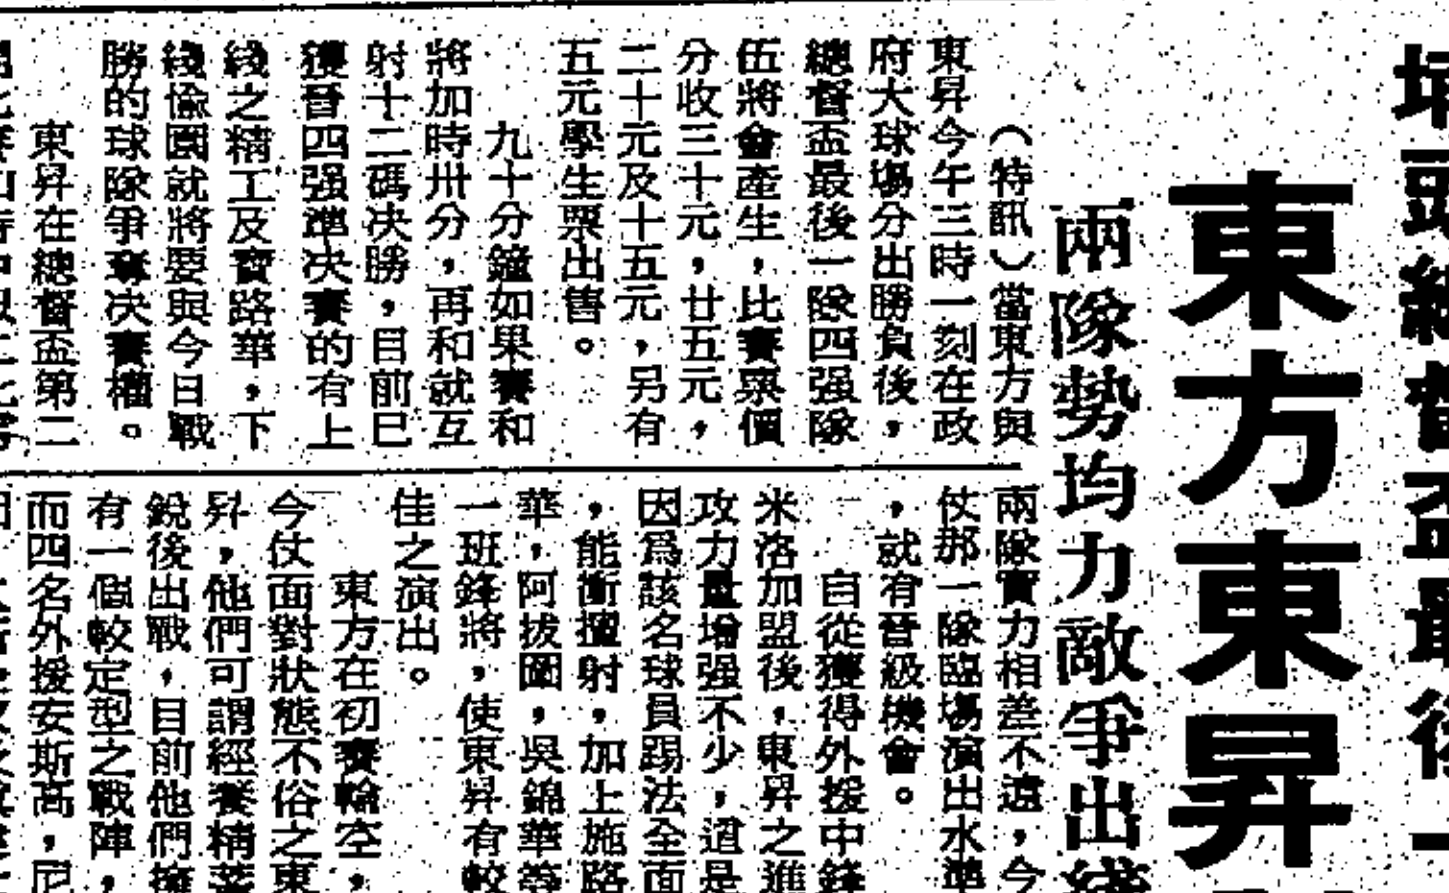 頭總督盃最後一
東方東昇
兩隊勢均力敵爭出綫
（特訊）當東方與
東昇今午三時一刻在政
府大球場分出勝負後，
總督盃最後一隊四强隊
伍將會產生，比賽票價
分收三十元，廿五元，
二十元及十五元，另有
五元學生票出售。
九十分鐘如果賽和
將加時卅分，再和就互
射十二碼决勝，目前已
獲晉四强準决賽的有上
綫之精工及寶路華，下
綫愉園就將要與今日戰
勝的球隊爭奪决賽權。
東昇在總督盃第二
兩隊實力相差不遠，今
仗那一隊臨場演出水準
，就有晉級機會。
自從獲得外援中鋒
米洛加盟後，東昇之進
攻力量增强不少，這是
因為該名球員踢法全面
，能衝擅射，加上施路
華，阿拔圖，吳錦華等
一班鋒將，使東昇有較
佳之演出。
東方在初賽輪空，
今仗面對狀態不俗之東
昇，他們可謂經養精蓄
銳後出戰，目前他們擁
有一個較定型之戰陣，
而四名外援安斯高，尼